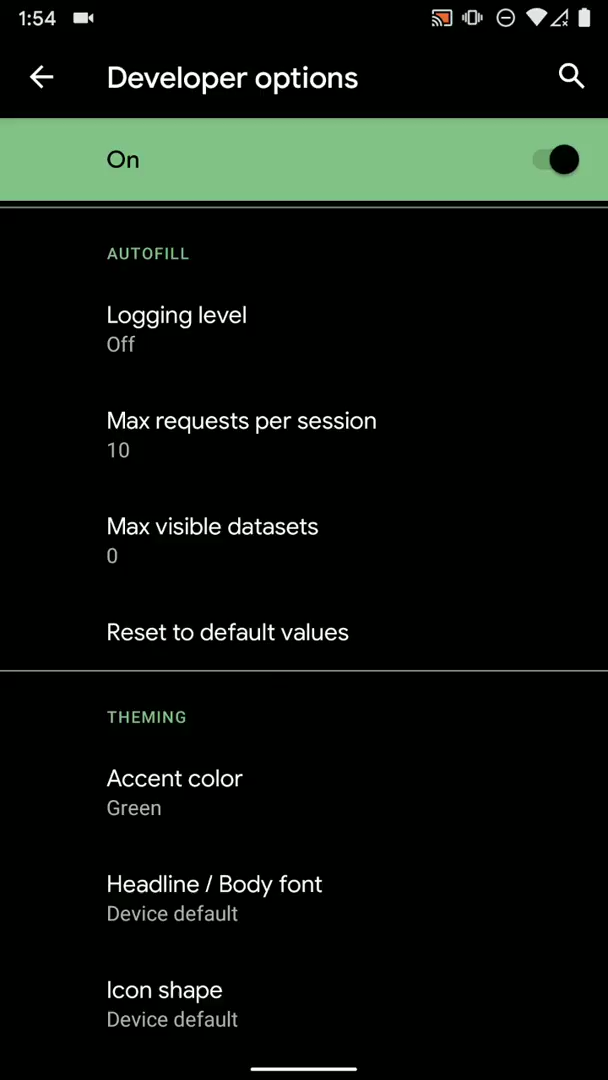 1:54
Developer options
On
AUTOFILL
Logging level
Off
Max requests per session
10
Max visible datasets
0
Reset to default values
THEMING
Accent color
Green
Headline / Body font
Device default
Icon shape
Device default